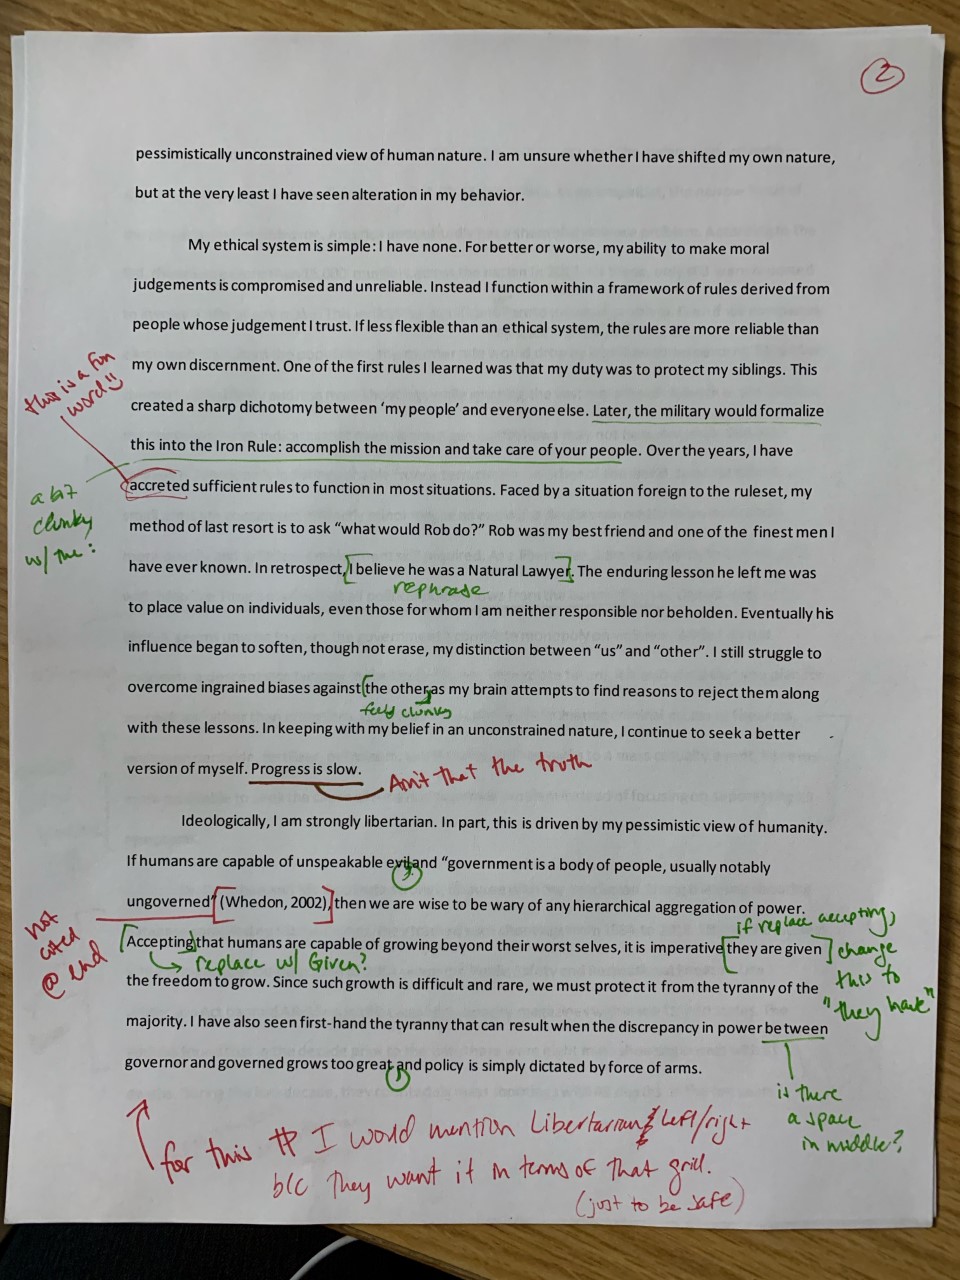 2
pessimistically unconstrained view of human nature. I am unsure whether I have shifted my own nature,
but at the very least I have seen alteration in my behavior.
My ethical system is simple: I have none. For better or worse, my ability to make moral
judgements is compromised and unreliable. Instead I function within a framework of rules derived from
people whose judgement I trust. If less flexible than an ethical system, the rules are more reliable than
my own discernment. One of the first rules I learned was that my duty was to protect my siblings. This
this is a fun
word!!
created a sharp dichotomy between ‘my people’ and everyone else. Later, the military would formalize
this into the Iron Rule: accomplish the mission and take care of your people. Over the years, I have
accreted sufficient rules to function in most situations. Faced by a situation foreign to the ruleset, my
a bit
clunky
w/ the :
method of last resort is to ask “what would Rob do?” Rob was my best friend and one of the finest men I
have ever known. In retrospect, [I believe he was a Natural Lawyer]. The enduring lesson he left me was
rephrase
to place value on individuals, even those for whom I am neither responsible nor beholden. Eventually his
influence began to soften, though not erase, my distinction between “us” and “other”. I still struggle to
overcome ingrained biases against [the other] as my brain attempts to find reasons to reject them along
feels clunky
with these lessons. In keeping with my belief in an unconstrained nature, I continue to seek a better
version of myself. Progress is slow.
Ain't that the truth
Ideologically, I am strongly libertarian. In part, this is driven by my pessimistic view of humanity.
If humans are capable of unspeakable evil, and “government is a body of people, usually notably
ungoverned” [(Whedon, 2002)], then we are wise to be wary of any hierarchical aggregation of power.
not
cited
@ end
if replace accepting,
[Accepting] that humans are capable of growing beyond their worst selves, it is imperative [they are given] change
replace w/ Given?
this to
"they have"
the freedom to grow. Since such growth is difficult and rare, we must protect it from the tyranny of the
majority. I have also seen first-hand the tyranny that can result when the discrepancy in power between
governor and governed grows too great, and policy is simply dictated by force of arms.
is there
a space
in middle?
for this I would mention Libertarian & left/right
b/c they want it in terms of that grid.
(just to be safe)